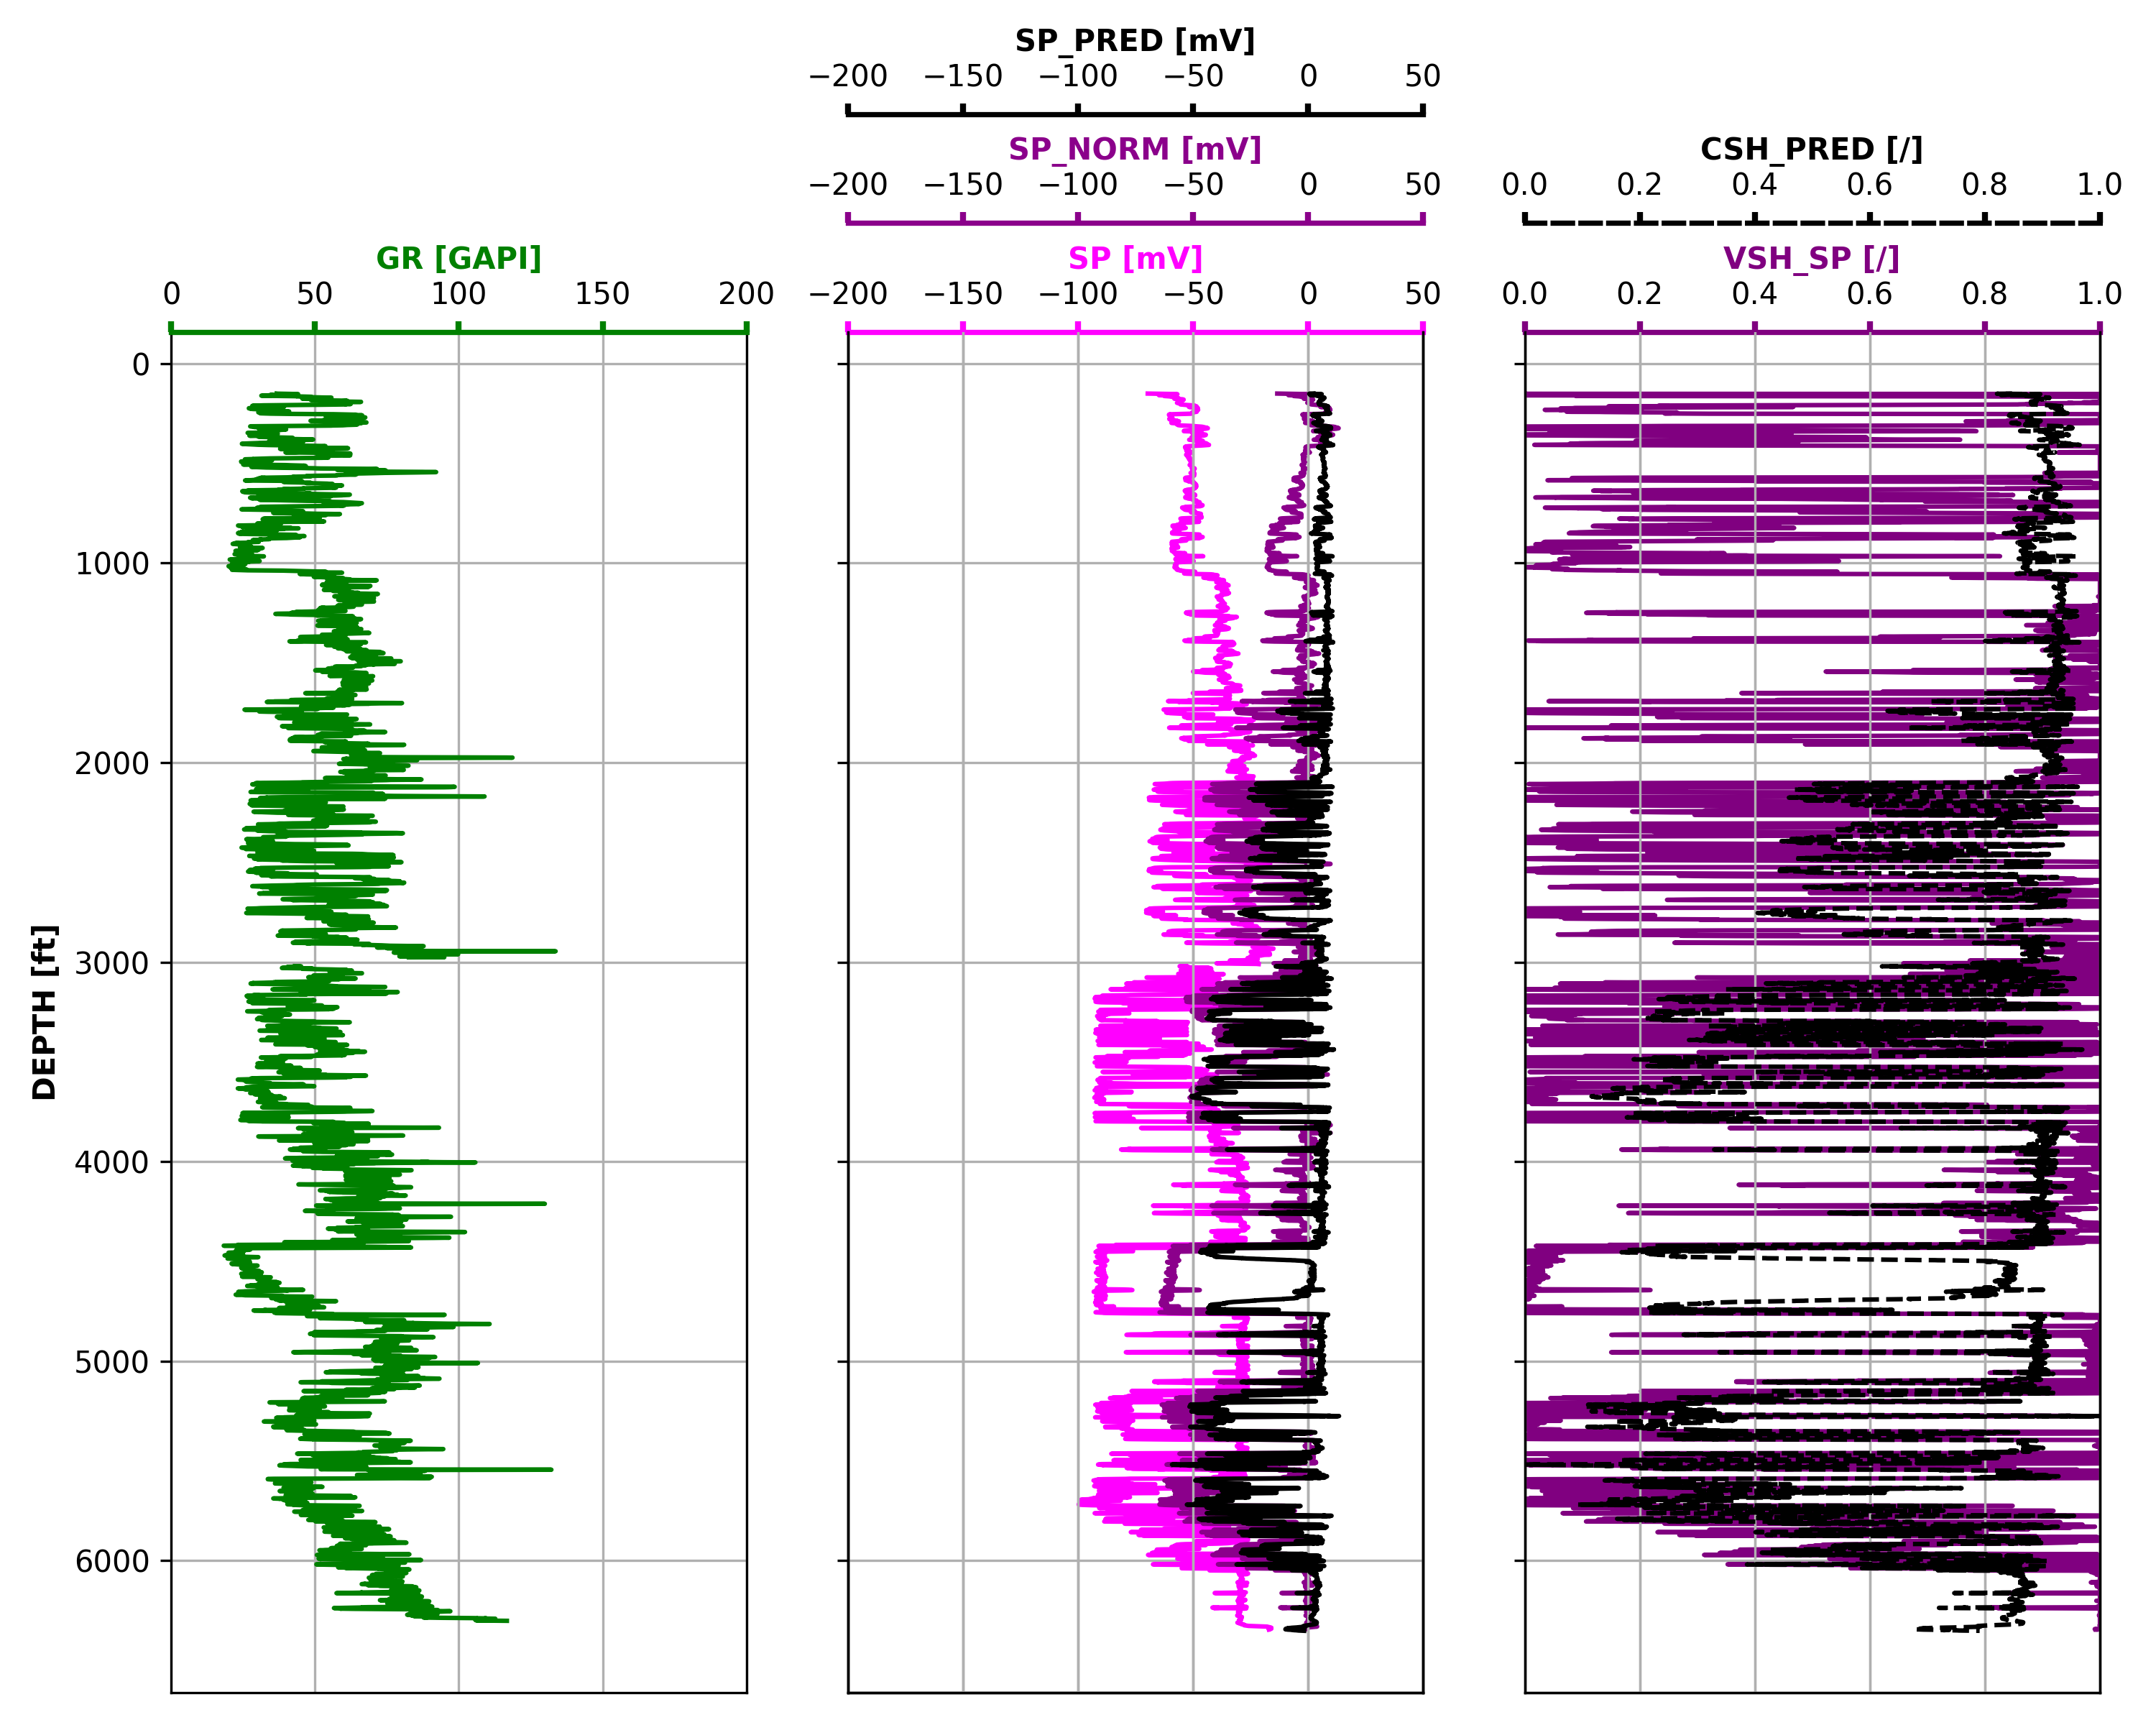 SP_PRED [mV]
−200 −150 −100 −50 0 50
SP_NORM [mV] CSH_PRED [/]
−200 −150 −100 −50 0 50 0.0 0.2 0.4 0.6 0.8 1.0
GR [GAPI] SP [mV] VSH_SP [/]
0 50 100 150 200 −200 −150 −100 −50 0 50 0.0 0.2 0.4 0.6 0.8 1.0
0
1000
2000
3000
4000
5000
6000
DEPTH [ft]